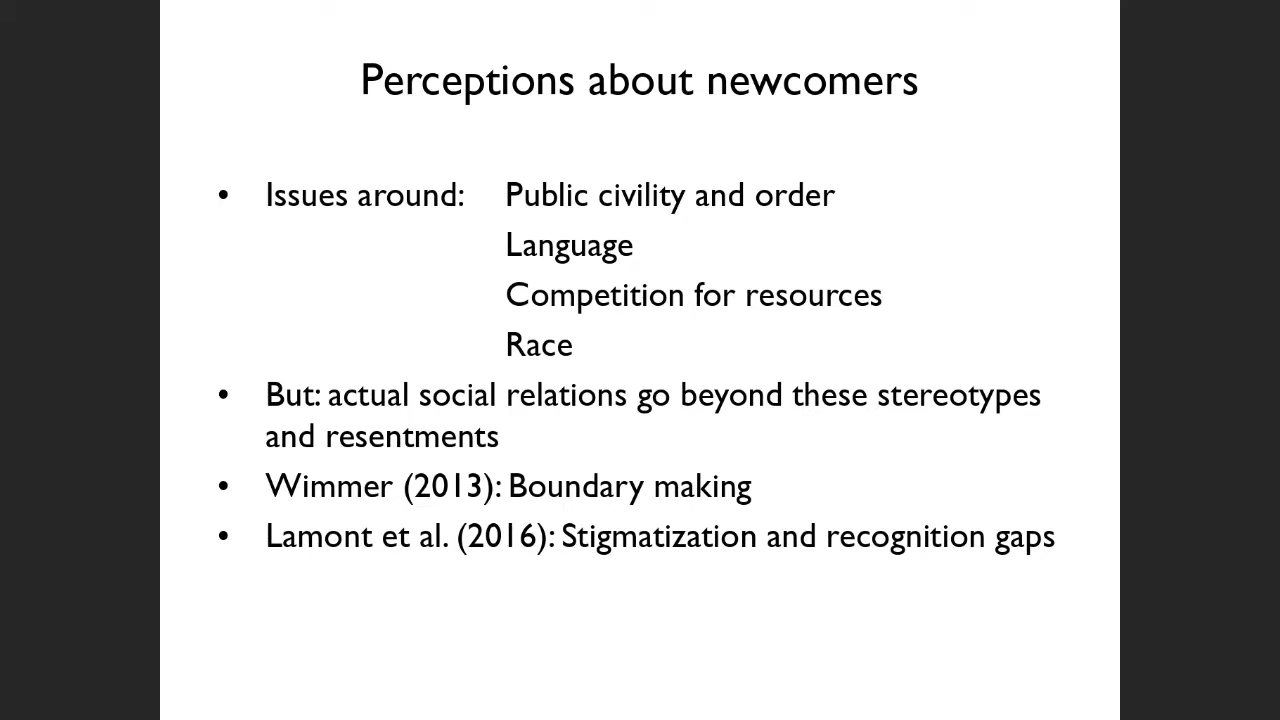 Perceptions about newcomers
• Issues around: Public civility and order
Language
Competition for resources
Race
• But: actual social relations go beyond these stereotypes
and resentments
• Wimmer (2013): Boundary making
• Lamont et al. (2016): Stigmatization and recognition gaps